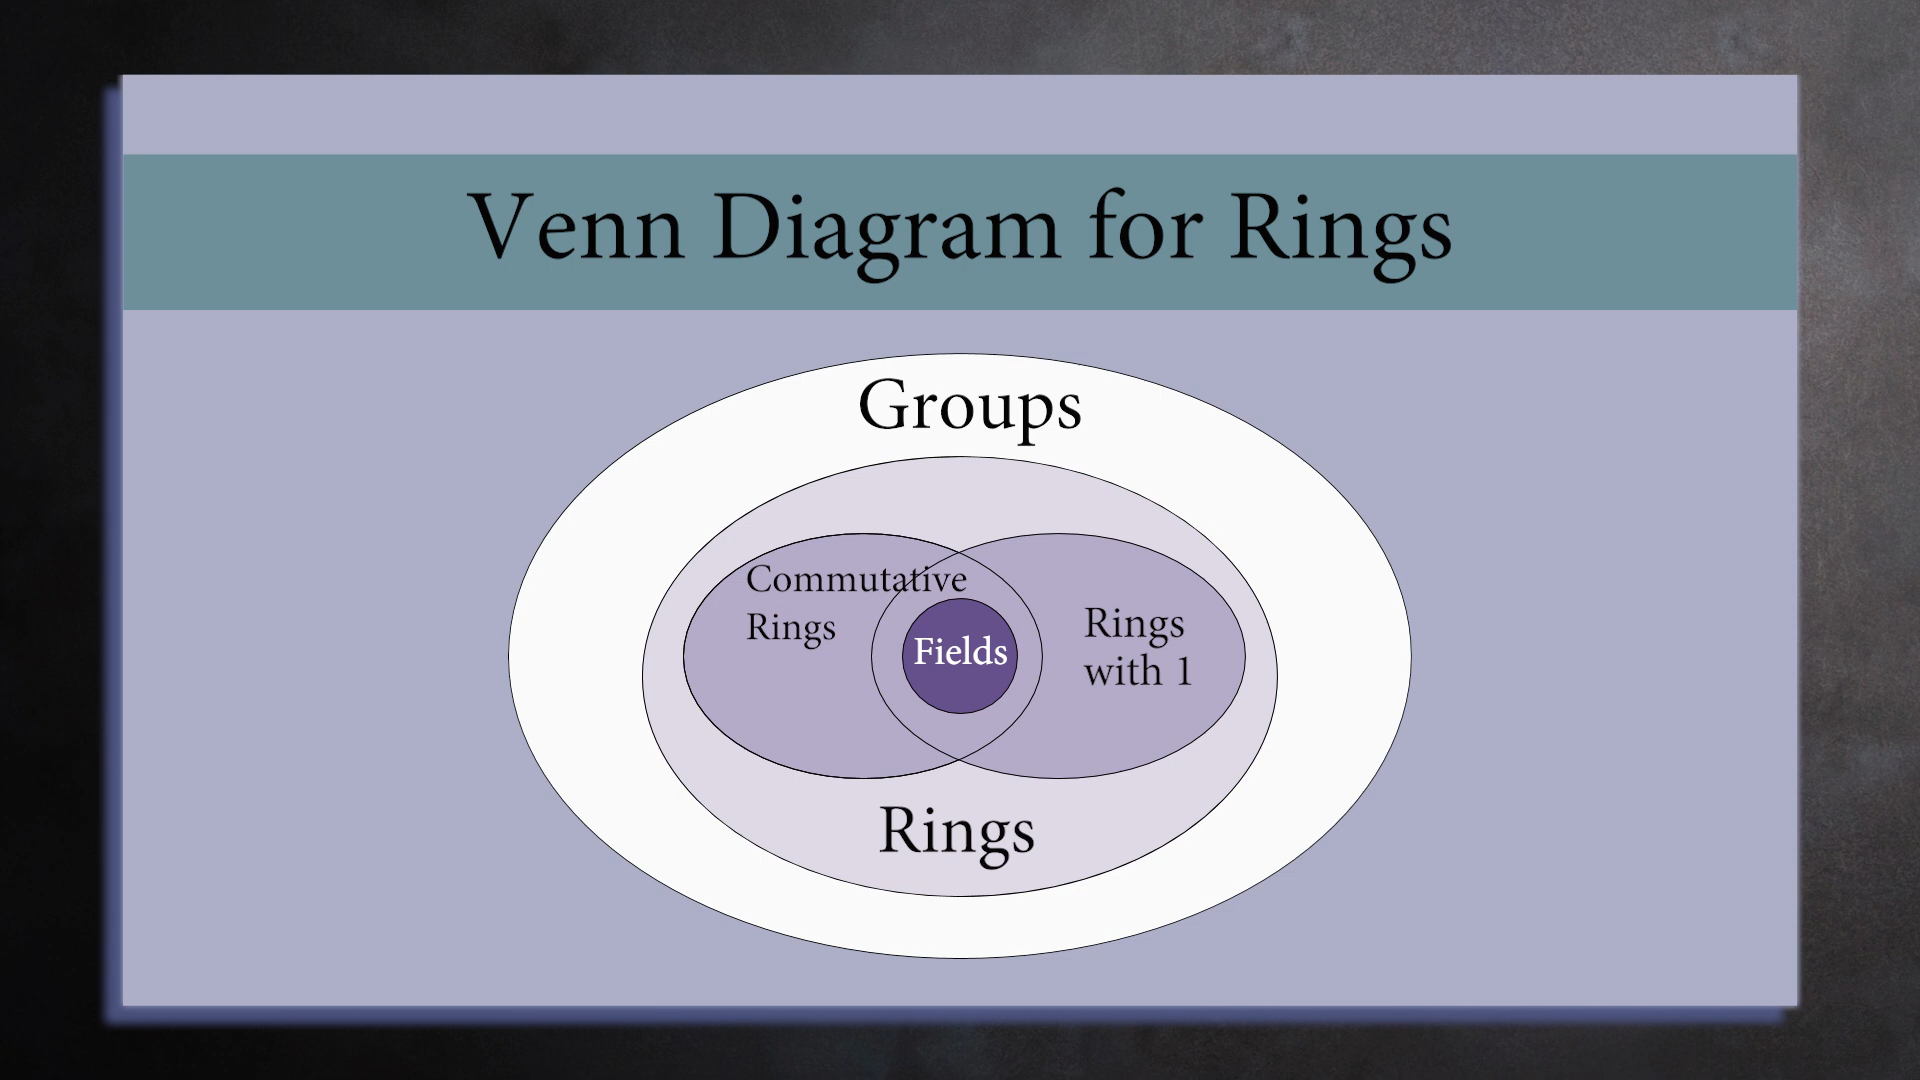 Venn Diagram for Rings
Groups
Commutative
Rings
Fields
Rings
with 1
Rings